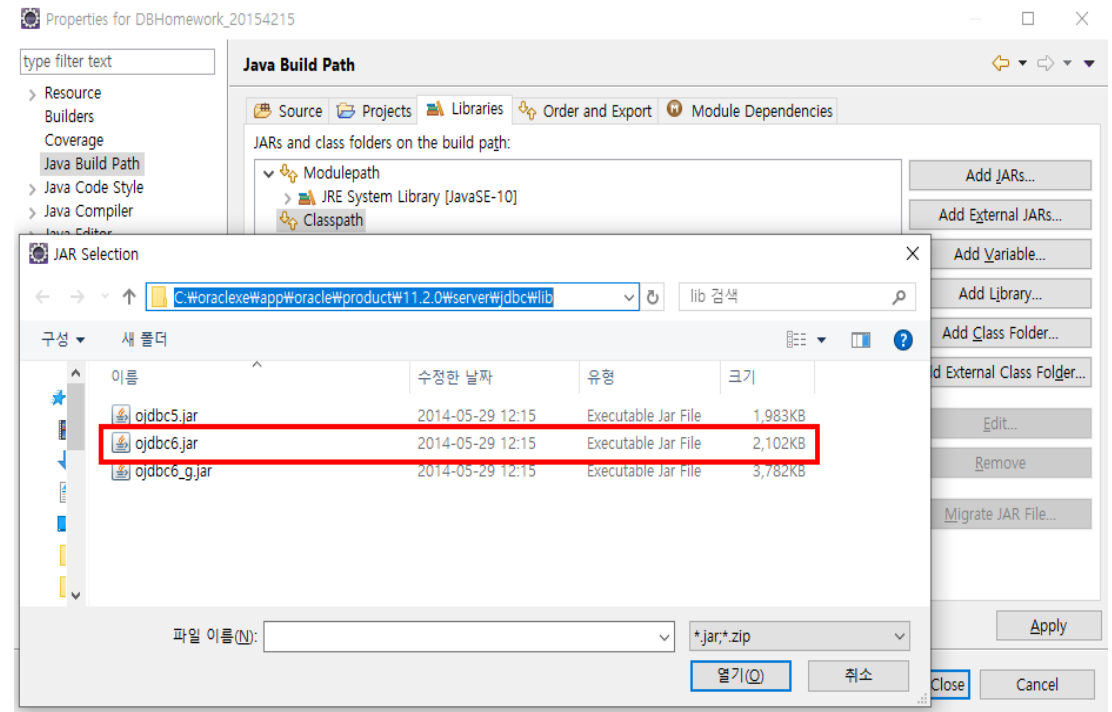 Properties for DBHomework_20154215
type filter text
Java Build Path
Resource
Builders
Coverage
Java Build Path
Java Code Style
Java Compiler
Java Editor
Source
Projects
Libraries
Order and Export
Module Dependencies
JARs and class folders on the build path:
Modulepath
JRE System Library [JavaSE-10]
Classpath
Add JARs...
Add External JARs...
Add Variable...
Add Library...
Add Class Folder...
d External Class Folder...
Edit...
Remove
Migrate JAR File...
Apply
Close
Cancel
JAR Selection
C:₩oraclexe₩app₩oracle₩product₩11.2.0₩server₩jdbc₩lib
lib 검색
구성
새 폴더
이름 수정한 날짜 유형 크기
ojdbc5.jar 2014-05-29 12:15 Executable Jar File 1,983KB
ojdbc6.jar 2014-05-29 12:15 Executable Jar File 2,102KB
ojdbc6_g.jar 2014-05-29 12:15 Executable Jar File 3,782KB
파일 이름(N):
*.jar;*.zip
열기(O)
취소